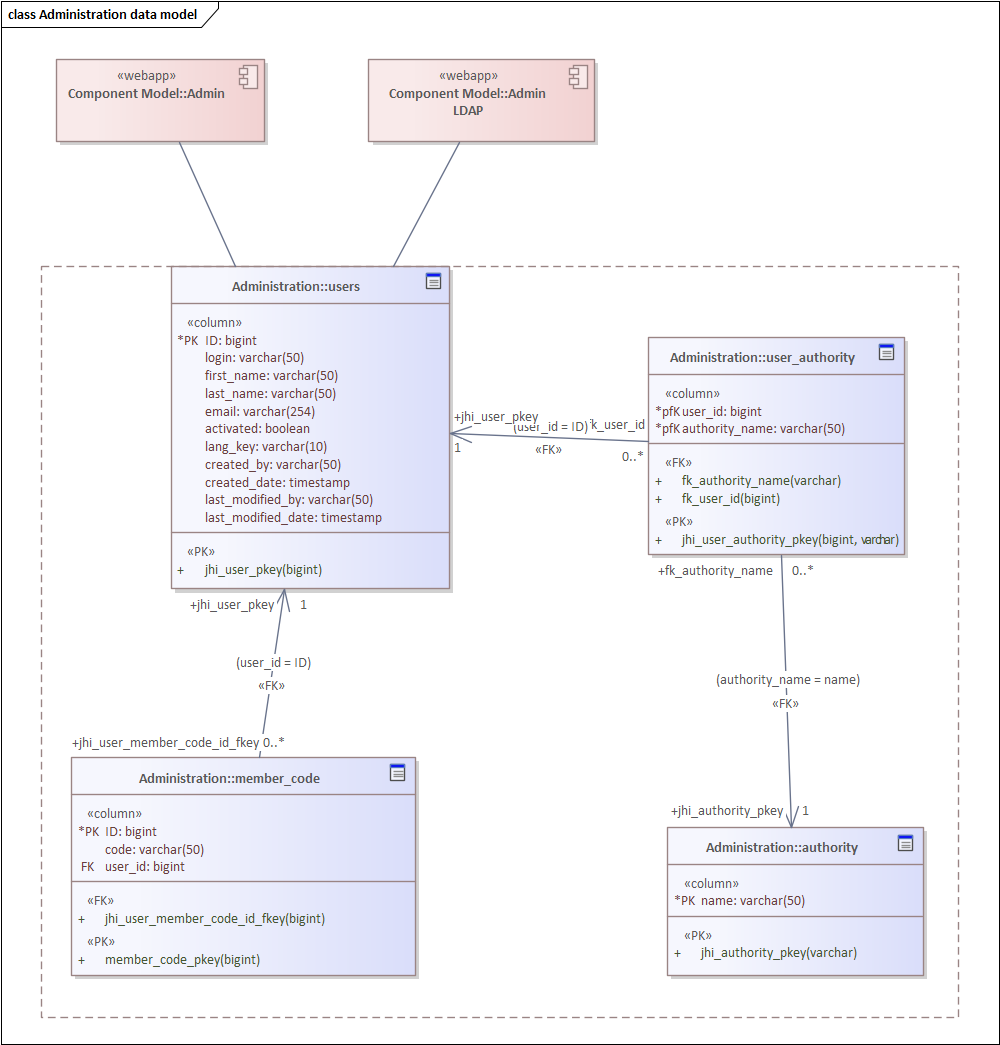 class Administration data model
«webapp»
Component Model::Admin
«webapp»
Component Model::Admin
LDAP
Administration::users
«column»
*PK ID: bigint
login: varchar(50)
first_name: varchar(50)
last_name: varchar(50)
email: varchar(254)
activated: boolean
lang_key: varchar(10)
created_by: varchar(50)
created_date: timestamp
last_modified_by: varchar(50)
last_modified_date: timestamp
«PK»
+ jhi_user_pkey(bigint)
Administration::user_authority
«column»
*pfK user_id: bigint
*pfK authority_name: varchar(50)
«FK»
+ fk_authority_name(varchar)
+ fk_user_id(bigint)
«PK»
+ jhi_user_authority_pkey(bigint, varchar)
+jhi_user_pkey
(user_id = ID)
k_user_id
1
«FK»
0..*
+fk_authority_name 0..*
+jhi_user_pkey 1
(user_id = ID)
«FK»
(authority_name = name)
«FK»
+jhi_user_member_code_id_fkey 0..*
Administration::member_code
«column»
*PK ID: bigint
code: varchar(50)
FK user_id: bigint
«FK»
+ jhi_user_member_code_id_fkey(bigint)
«PK»
+ member_code_pkey(bigint)
+jhi_authority_pkey 1
Administration::authority
«column»
*PK name: varchar(50)
«PK»
+ jhi_authority_pkey(varchar)